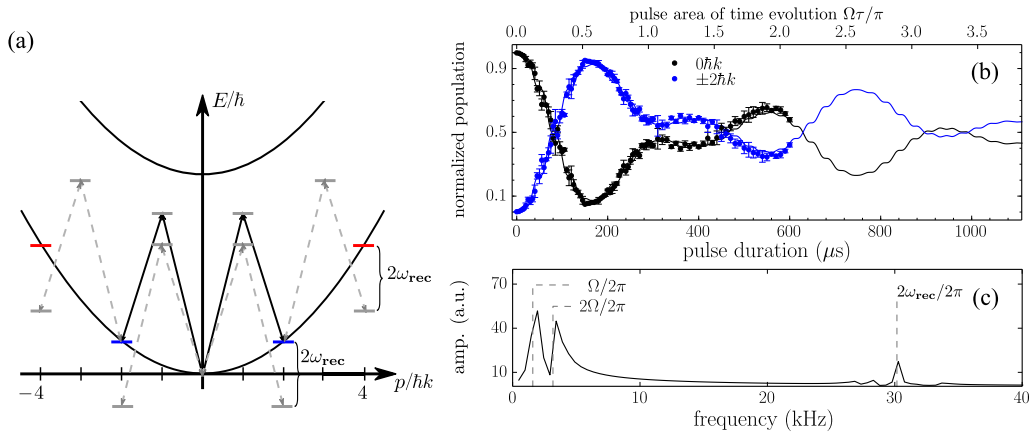 (a)
E/ħ
2ω_rec
2ω_rec
−4
4
p/ħk
pulse area of time evolution Ωτ/π
0.0 0.5 1.0 1.5 2.0 2.5 3.0 3.5
normalized population
0.9
0.5
0.1
0ħk
±2ħk
(b)
0 200 400 600 800 1000
pulse duration (μs)
amp. (a.u.)
70
40
10
Ω/2π
2Ω/2π
2ω_rec/2π
(c)
0 10 20 30 40
frequency (kHz)